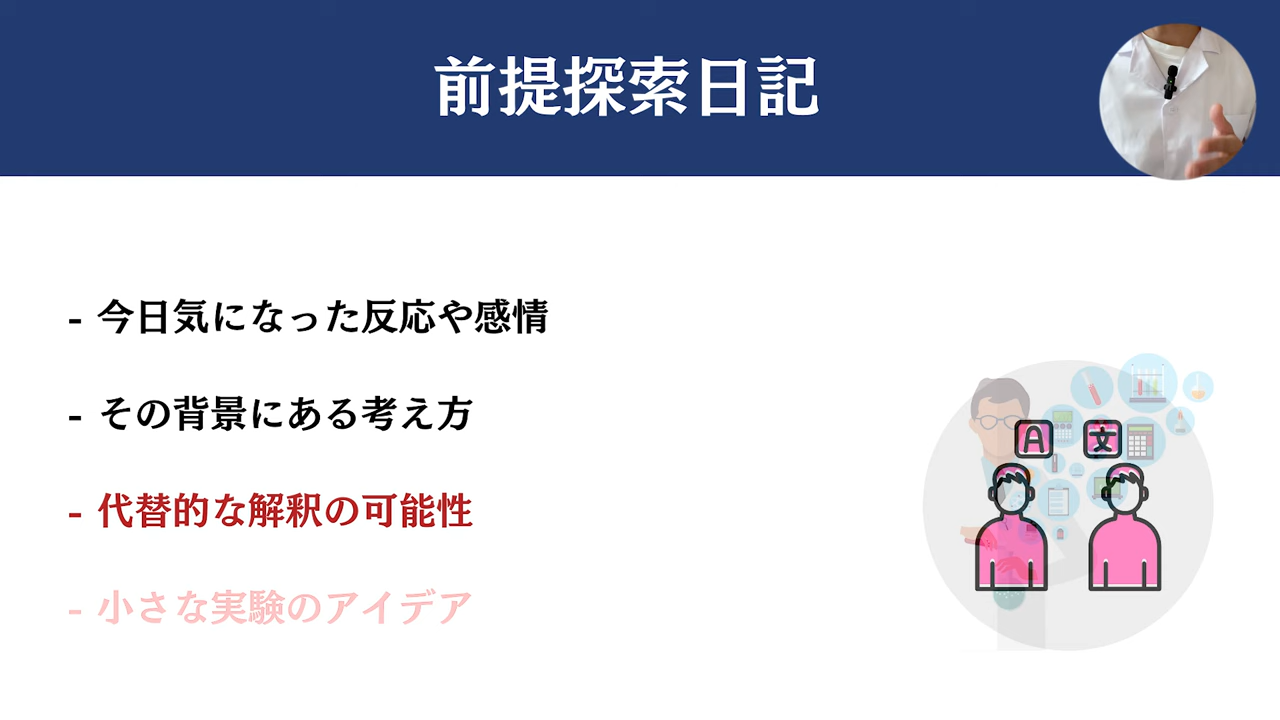 前提探索日記
- 今日気になった反応や感情
- その背景にある考え方
- 代替的な解釈の可能性
- 小さな実験のアイデア
A 文